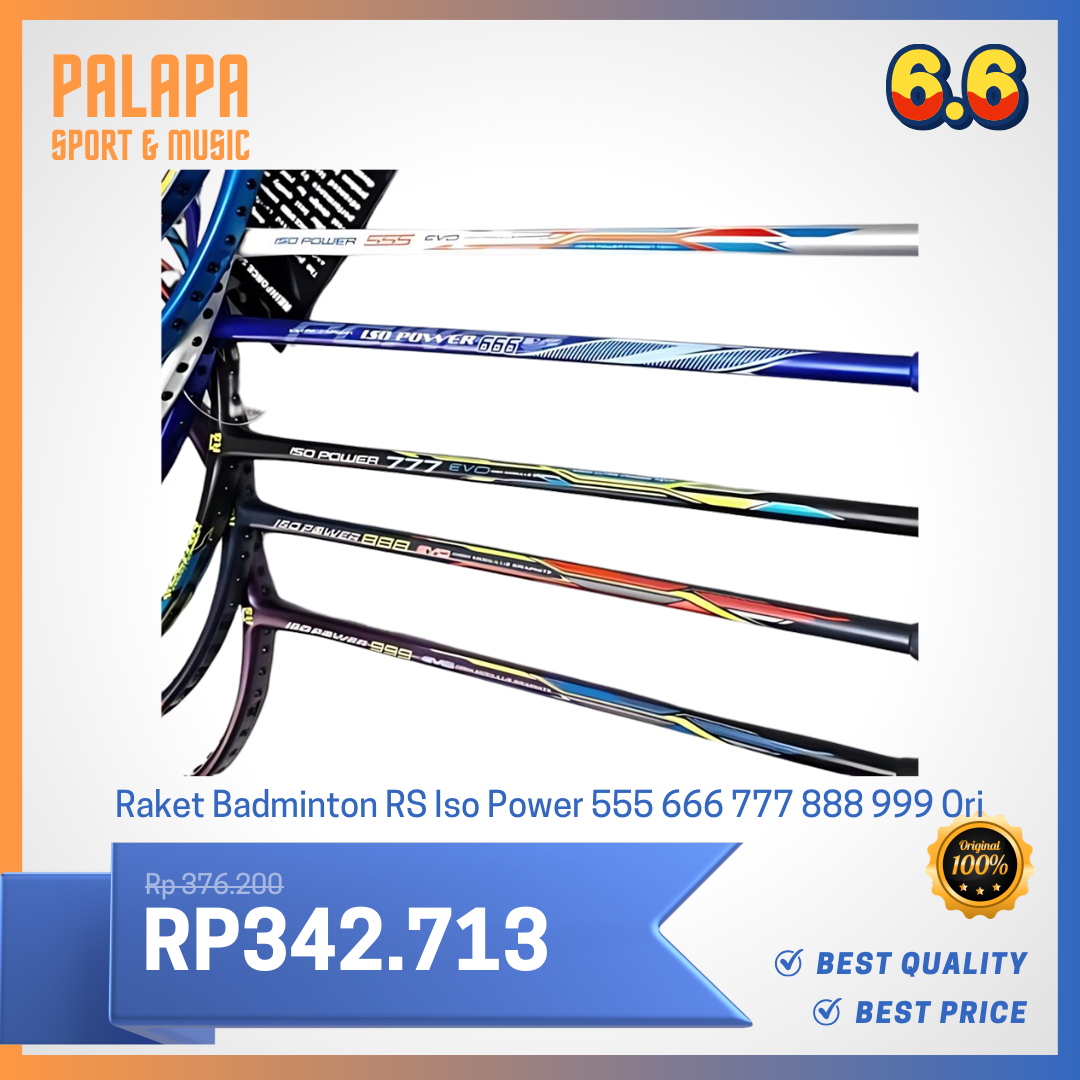 PALAPA
SPORT & MUSIC
6.6
ISO POWER 555 EVO
ISO POWER 666
ISO POWER 777 EVO
ISO POWER 888 EVO
ISO POWER 999 EVO
Raket Badminton RS Iso Power 555 666 777 888 999 Ori
Original
100%
Rp 376.200
RP342.713
BEST QUALITY
BEST PRICE